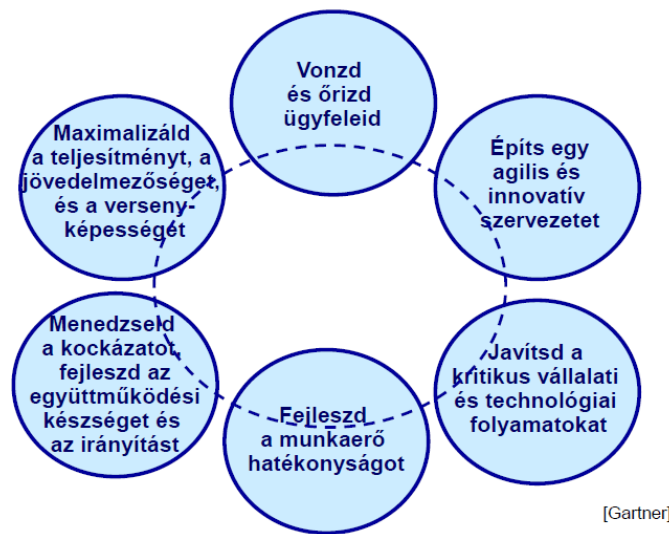 Vonzd
és őrizd
ügyfeleid
Építs egy
agilis és
innovatív
szervezetet
Javítsd a
kritikus vállalati
és technológiai
folyamatokat
Fejleszd
a munkaerő
hatékonyságot
Menedzseld
a kockázatot,
fejleszd az
együttműködési
készséget és
az irányítást
Maximalizáld
a teljesítményt, a
jövedelmezőséget,
és a verseny-
képességét
[Gartner]